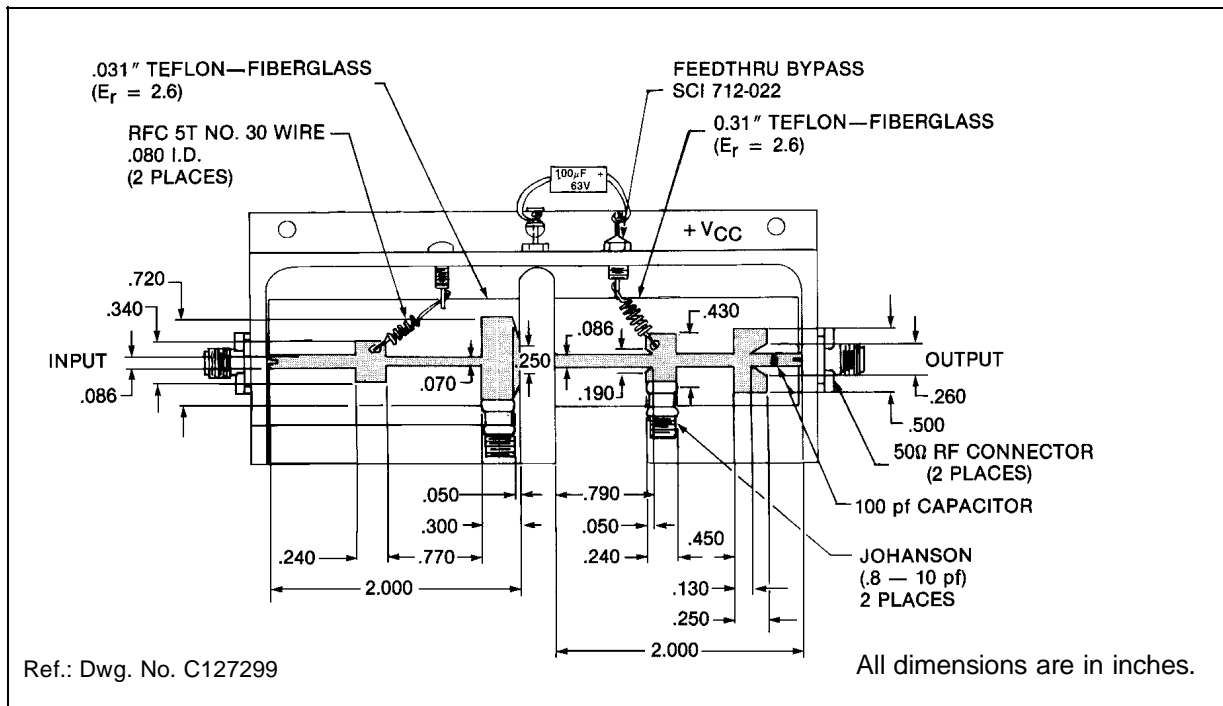 .031" TEFLON—FIBERGLASS
(Er = 2.6)
RFC 5T NO. 30 WIRE
.080 I.D.
(2 PLACES)
FEEDTHRU BYPASS
SCI 712-022
0.31" TEFLON—FIBERGLASS
(Er = 2.6)
100µF +
63V
+ VCC
.720
.340
INPUT
.086
.070
.250
.086
.190
.430
OUTPUT
.260
.500
50Ω RF CONNECTOR
(2 PLACES)
100 pf CAPACITOR
JOHANSON
(.8 — 10 pf)
2 PLACES
.050
.300
.240
.770
2.000
.790
.050
.240
.450
.130
.250
2.000
Ref.: Dwg. No. C127299
All dimensions are in inches.